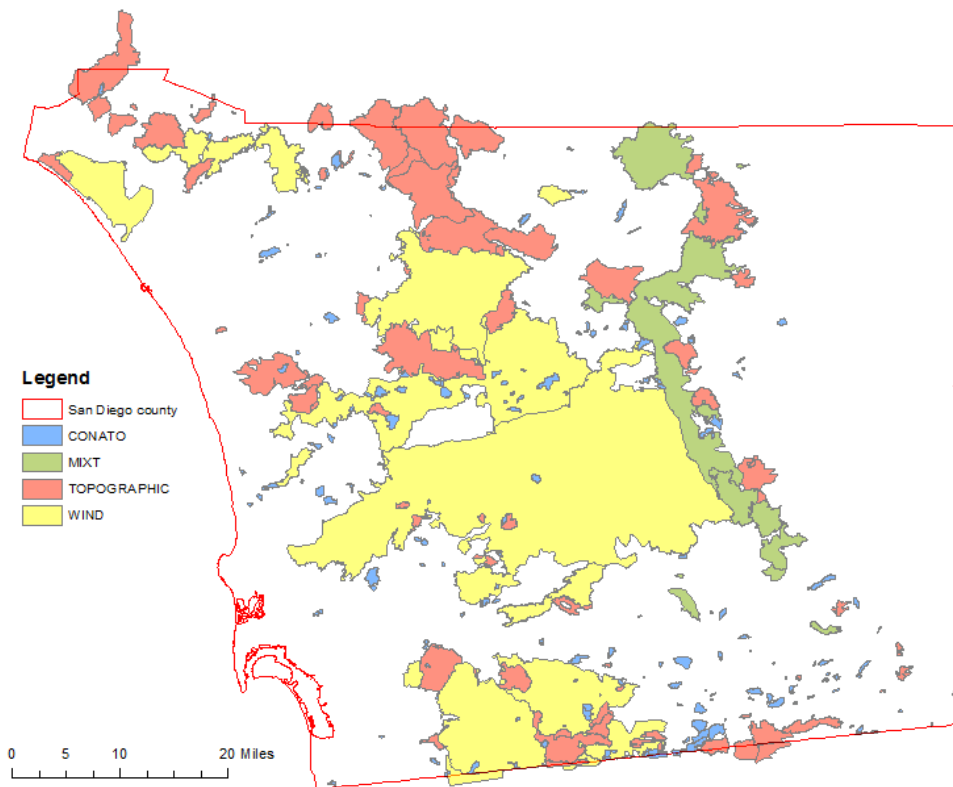 Legend
San Diego county
CONATO
MIXT
TOPOGRAPHIC
WIND
0 5 10 20 Miles